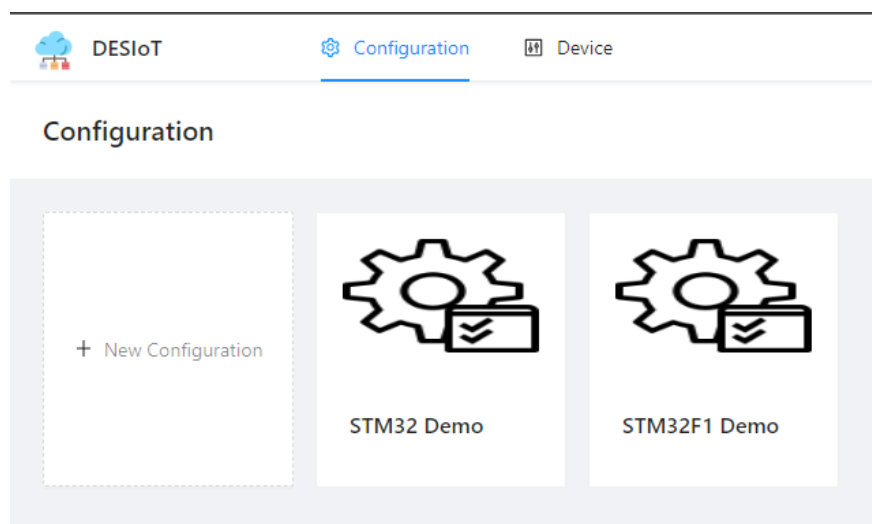 DESIoT Configuration Device
Configuration
+ New Configuration
STM32 Demo STM32F1 Demo